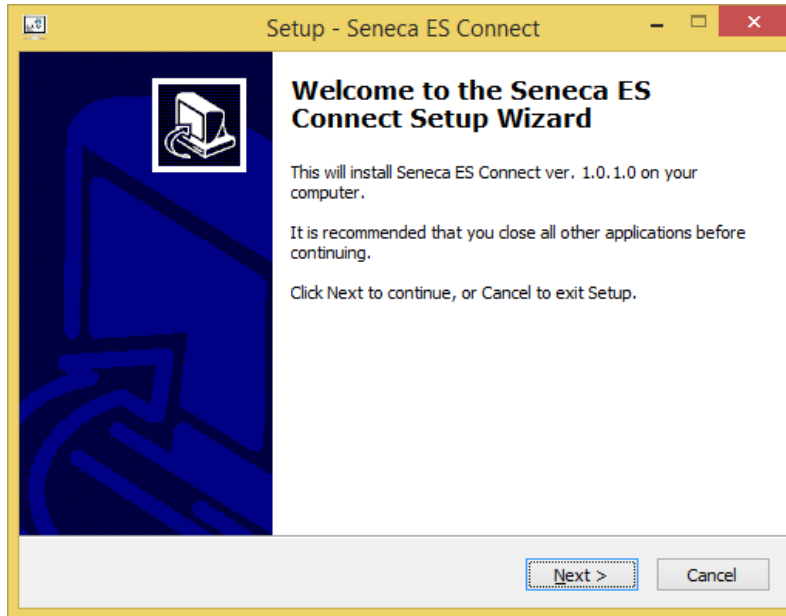 Setup - Seneca ES Connect
Welcome to the Seneca ES
Connect Setup Wizard
This will install Seneca ES Connect ver. 1.0.1.0 on your
computer.
It is recommended that you close all other applications before
continuing.
Click Next to continue, or Cancel to exit Setup.
Next >
Cancel